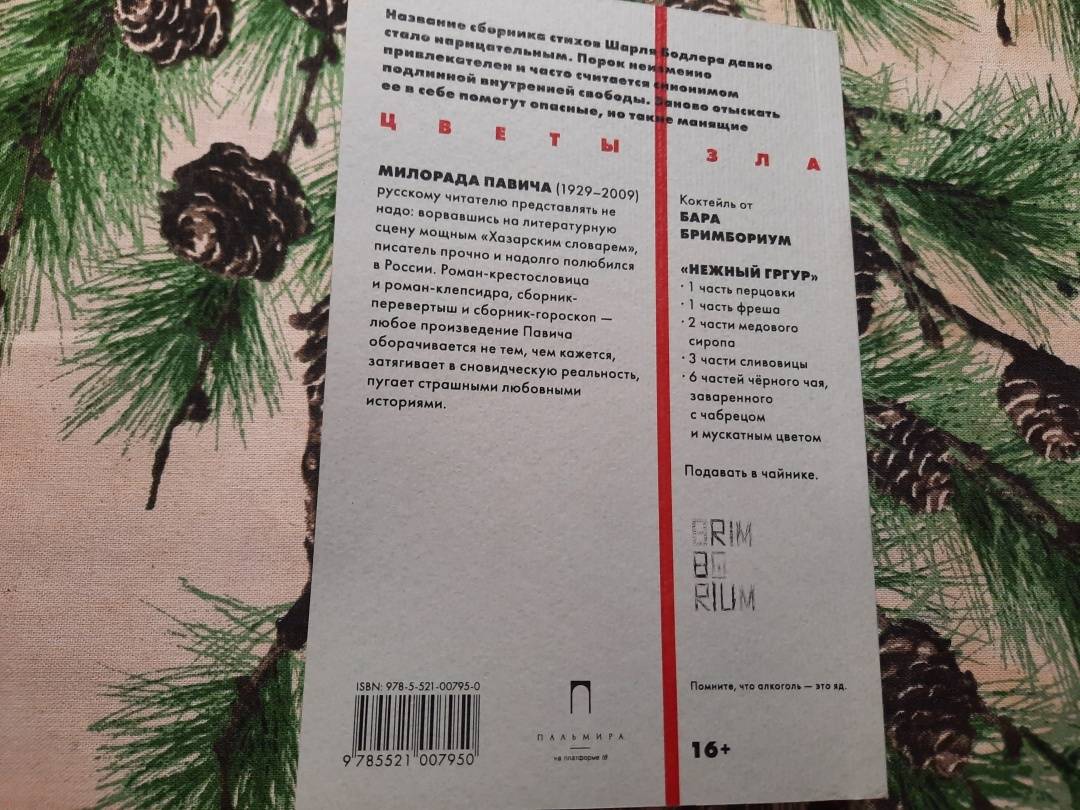 Название сборника стихов Шарля Бодлера давно
стало нарицательным. Порок неизменно
привлекателен и часто считается синонимом
подлинной внутренней свободы. Заново отыскать
ее в себе помогут опасные, но такие манящие
ЦВЕТЫ ЗЛА
МИЛОРАДА ПАВИЧА (1929–2009)
русскому читателю представлять не
надо: ворвавшись на литературную
сцену мощным «Хазарским словарем»,
писатель прочно и надолго полюбился
в России. Роман-крестословица
и роман-клепсидра, сборник-
перевертыш и сборник-гороскоп —
любое произведение Павича
оборачивается не тем, чем кажется,
затягивает в сновидческую реальность,
пугает страшными любовными
историями.
Коктейль от
БАРА
БРИМБОРИУМ
«НЕЖНЫЙ ГРГУР»
· 1 часть перцовки
· 1 часть фреша
· 2 части медового
сиропа
· 3 части сливовицы
· 6 частей чёрного чая,
заваренного
с чабрецом
и мускатным цветом
Подавать в чайнике.
BRIM
BO
RIUM
Помните, что алкоголь — это яд.
16+
ISBN: 978-5-521-00795-0
9 785521 007950
ПАЛЬМИРА
на платформе